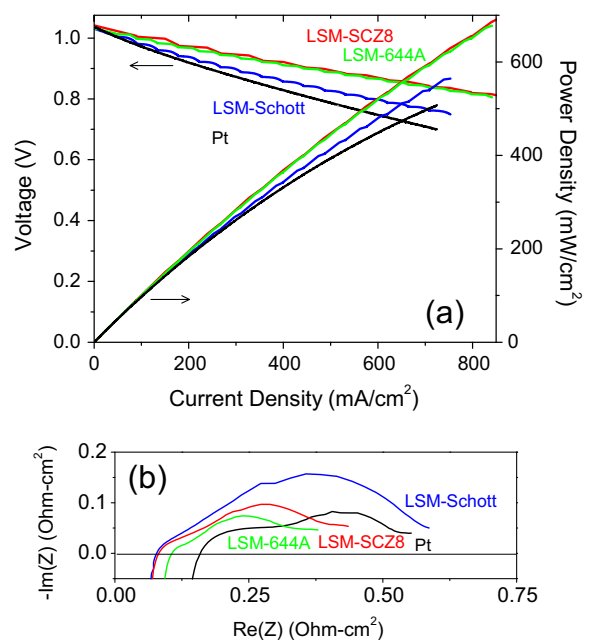 LSM-SCZ8
LSM-644A
LSM-Schott
Pt
(a)
1.0
0.8
0.6
0.4
0.2
0.0
Voltage (V)
600
400
200
0
Power Density (mW/cm²)
0
200
400
600
800
Current Density (mA/cm²)
(b)
0.2
0.1
0.0
-Im(Z) (Ohm-cm²)
LSM-Schott
LSM-644A
LSM-SCZ8
Pt
0.00
0.25
0.50
0.75
Re(Z) (Ohm-cm²)